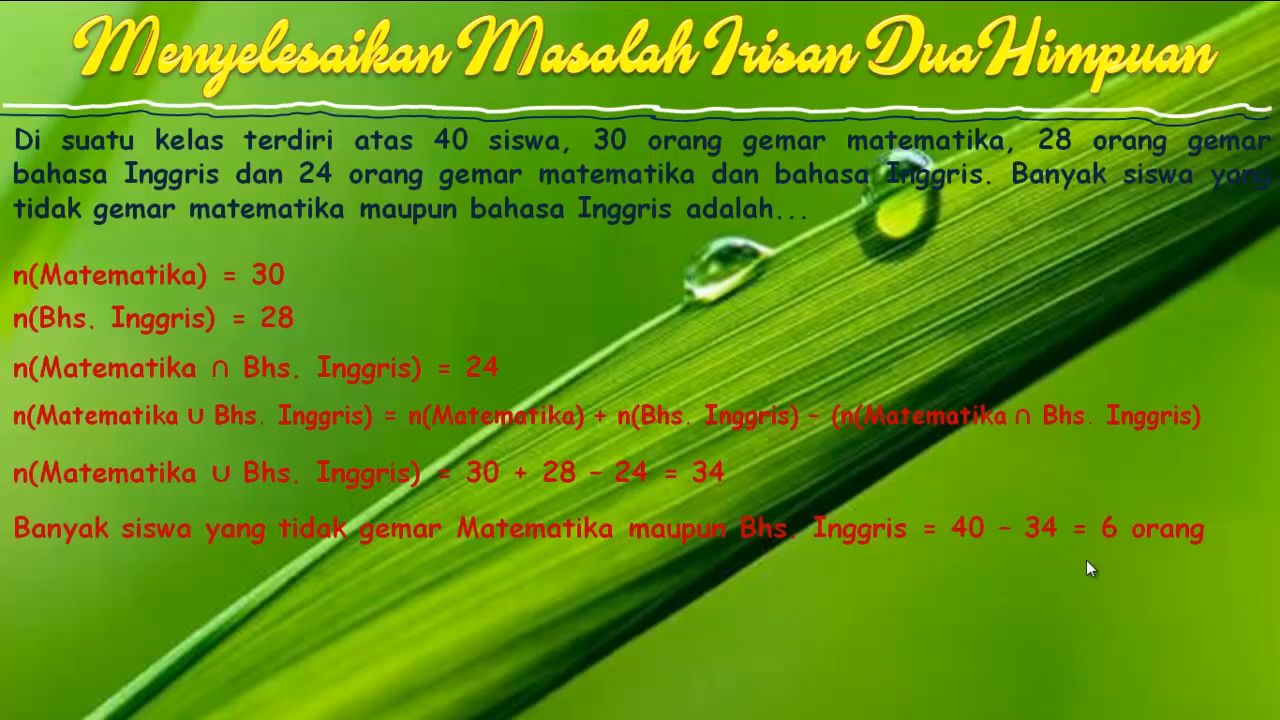 Menyelesaikan Masalah Irisan Dua Himpuan
Di suatu kelas terdiri atas 40 siswa, 30 orang gemar matematika, 28 orang gemar
bahasa Inggris dan 24 orang gemar matematika dan bahasa Inggris. Banyak siswa yang
tidak gemar matematika maupun bahasa Inggris adalah...
n(Matematika) = 30
n(Bhs. Inggris) = 28
n(Matematika ∩ Bhs. Inggris) = 24
n(Matematika ∪ Bhs. Inggris) = n(Matematika) + n(Bhs. Inggris) – (n(Matematika ∩ Bhs. Inggris)
n(Matematika ∪ Bhs. Inggris) = 30 + 28 – 24 = 34
Banyak siswa yang tidak gemar Matematika maupun Bhs. Inggris = 40 – 34 = 6 orang